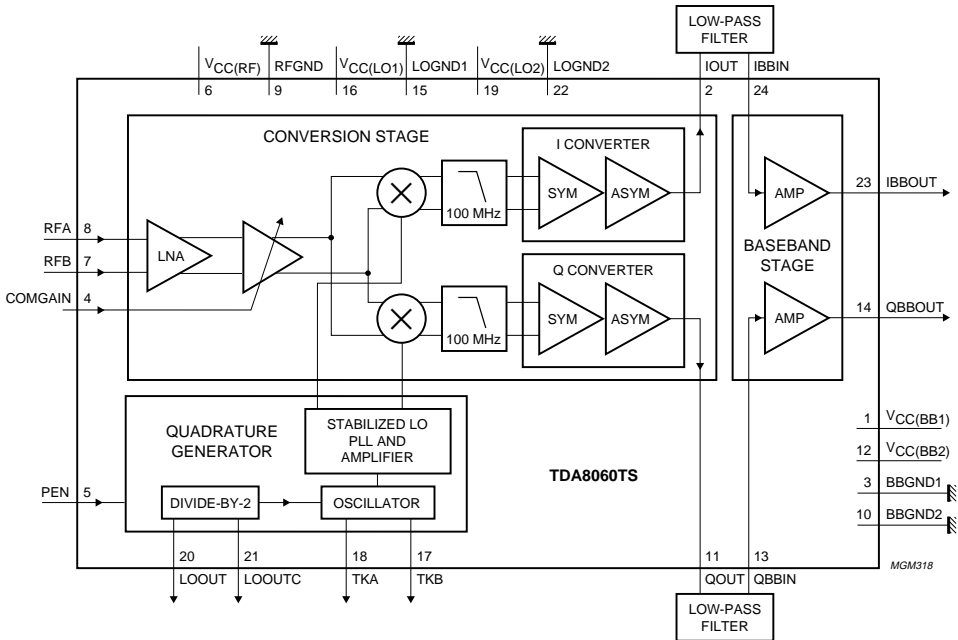 LOW-PASS
FILTER
VCC(RF) RFGND VCC(LO1) LOGND1 VCC(LO2) LOGND2 IOUT IBBIN
6 9 16 15 19 22 2 24
CONVERSION STAGE
I CONVERTER
SYM ASYM
100 MHz
AMP
23 IBBOUT
RFA 8
RFB 7
LNA
COMGAIN 4
BASEBAND
STAGE
Q CONVERTER
SYM ASYM
100 MHz
AMP
14 QBBOUT
QUADRATURE
GENERATOR
STABILIZED LO
PLL AND
AMPLIFIER
TDA8060TS
1 VCC(BB1)
12 VCC(BB2)
3 BBGND1
10 BBGND2
PEN 5
DIVIDE-BY-2
OSCILLATOR
20 21 18 17 11 13
LOOUT LOOUTC TKA TKB QOUT QBBIN
MGM318
LOW-PASS
FILTER